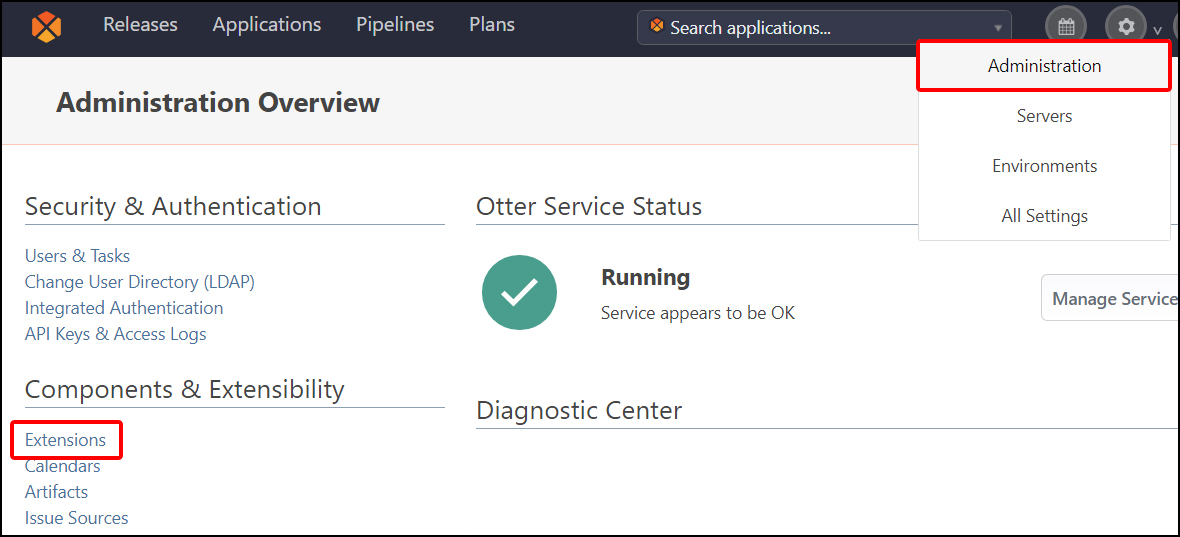 Releases Applications Pipelines Plans Search applications...
Administration
Servers
Environments
All Settings
Administration Overview
Security & Authentication
Users & Tasks
Change User Directory (LDAP)
Integrated Authentication
API Keys & Access Logs
Components & Extensibility
Extensions
Calendars
Artifacts
Issue Sources
Otter Service Status
Running
Service appears to be OK
Manage Service
Diagnostic Center